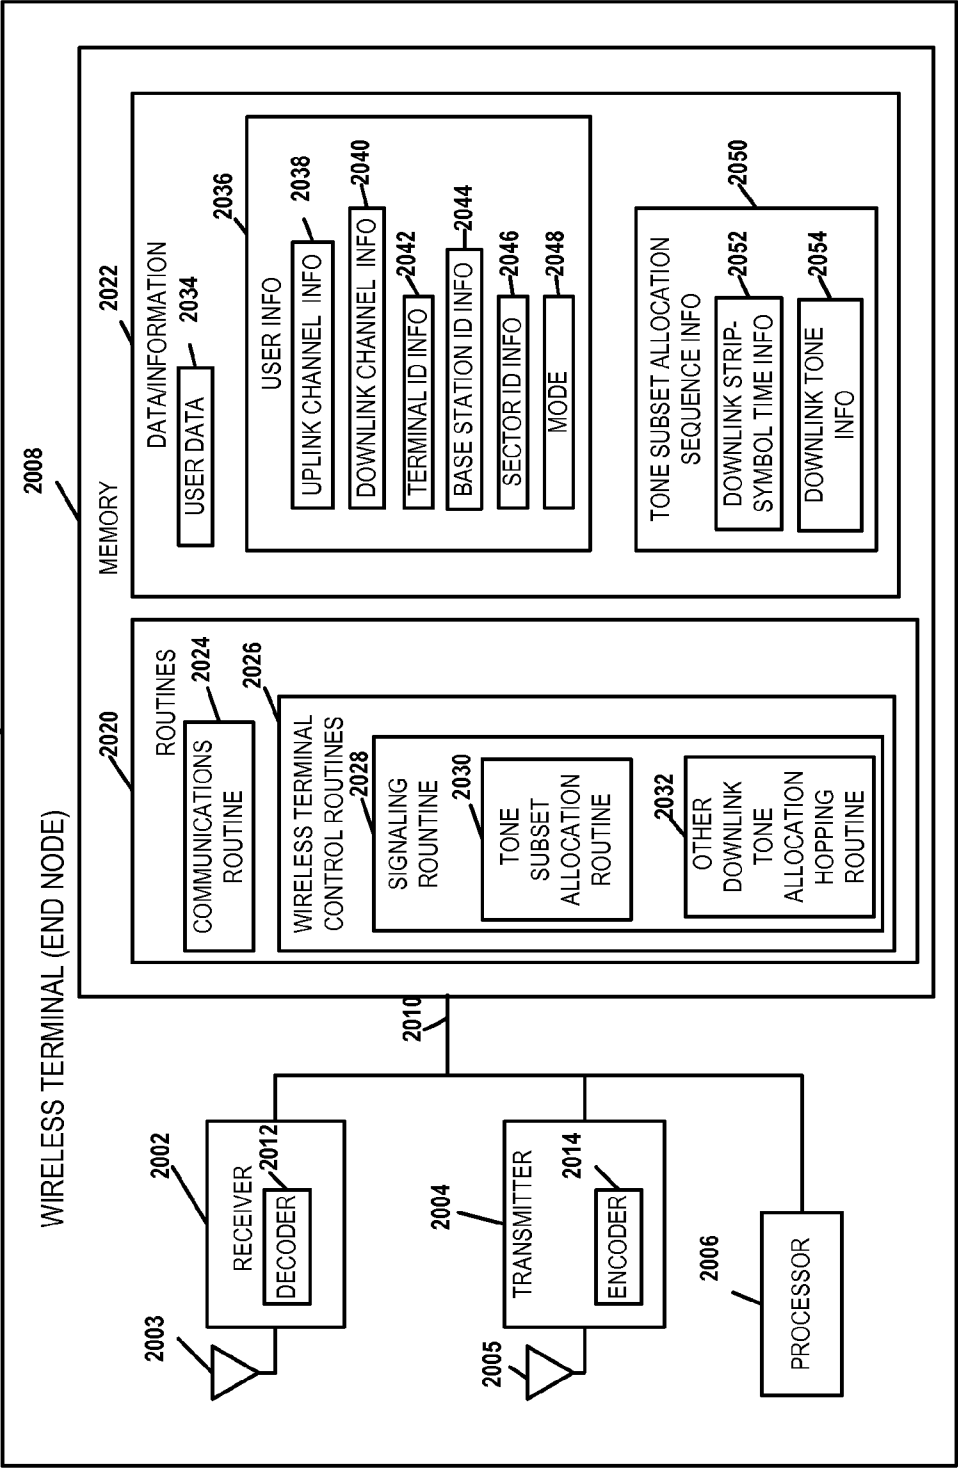 WIRELESS TERMINAL (END NODE)
2003
2002
RECEIVER
2012
DECODER
2005
2004
TRANSMITTER
2014
ENCODER
2006
PROCESSOR
2010
2008
MEMORY
2020
ROUTINES
2024
COMMUNICATIONS
ROUTINE
2026
WIRELESS TERMINAL
CONTROL ROUTINES
2028
SIGNALING
ROUNTINE
2030
TONE
SUBSET
ALLOCATION
ROUTINE
2032
OTHER
DOWNLINK
TONE
ALLOCATION
HOPPING
ROUTINE
2022
DATA/INFORMATION
2034
USER DATA
2036
USER INFO
2038
UPLINK CHANNEL INFO
2040
DOWNLINK CHANNEL INFO
2042
TERMINAL ID INFO
2044
BASE STATION ID INFO
2046
SECTOR ID INFO
2048
MODE
2050
TONE SUBSET ALLOCATION
SEQUENCE INFO
2052
DOWNLINK STRIP-
SYMBOL TIME INFO
2054
DOWNLINK TONE
INFO